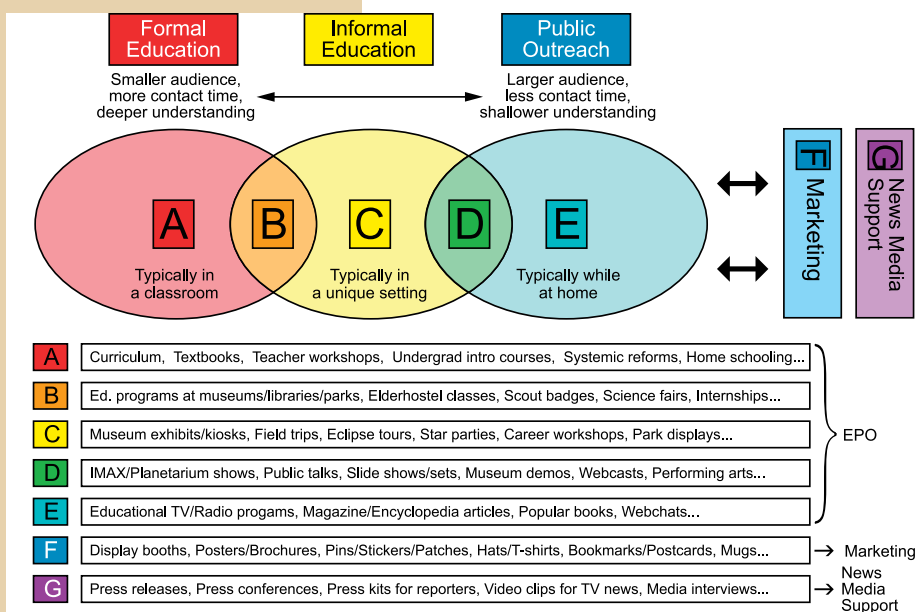 Formal
Education
Informal
Education
Public
Outreach
Smaller audience,
more contact time,
deeper understanding
Larger audience,
less contact time,
shallower understanding
A
B
C
D
E
Typically in
a classroom
Typically in
a unique setting
Typically while
at home
F Marketing
G News Media
Support
A Curriculum, Textbooks, Teacher workshops, Undergrad intro courses, Systemic reforms, Home schooling...
B Ed. programs at museums/libraries/parks, Elderhostel classes, Scout badges, Science fairs, Internships...
C Museum exhibits/kiosks, Field trips, Eclipse tours, Star parties, Career workshops, Park displays...
D IMAX/Planetarium shows, Public talks, Slide shows/sets, Museum demos, Webcasts, Performing arts...
E Educational TV/Radio progams, Magazine/Encyclopedia articles, Popular books, Webchats...
EPO
F Display booths, Posters/Brochures, Pins/Stickers/Patches, Hats/T-shirts, Bookmarks/Postcards, Mugs...
Marketing
G Press releases, Press conferences, Press kits for reporters, Video clips for TV news, Media interviews...
News
Media
Support